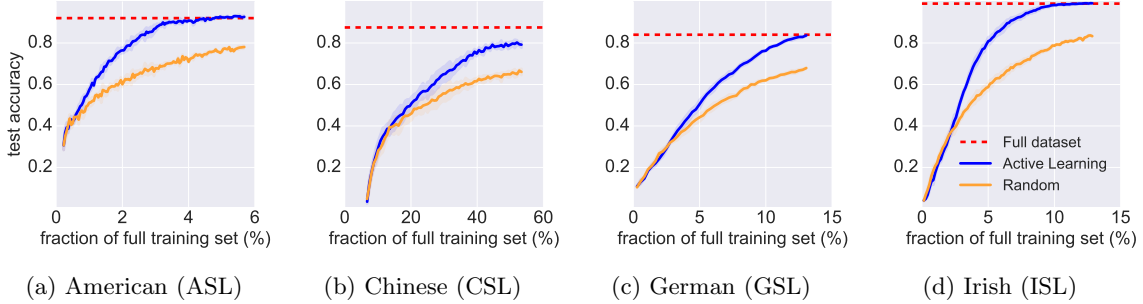 test accuracy
0.8
0.6
0.4
0.2
0 2 4 6
fraction of full training set (%)
(a) American (ASL)
0.8
0.6
0.4
0.2
0 20 40 60
fraction of full training set (%)
(b) Chinese (CSL)
0.8
0.6
0.4
0.2
0 5 10 15
fraction of full training set (%)
(c) German (GSL)
0.8
0.6
0.4
0.2
0 5 10 15
Full dataset
Active Learning
Random
fraction of full training set (%)
(d) Irish (ISL)